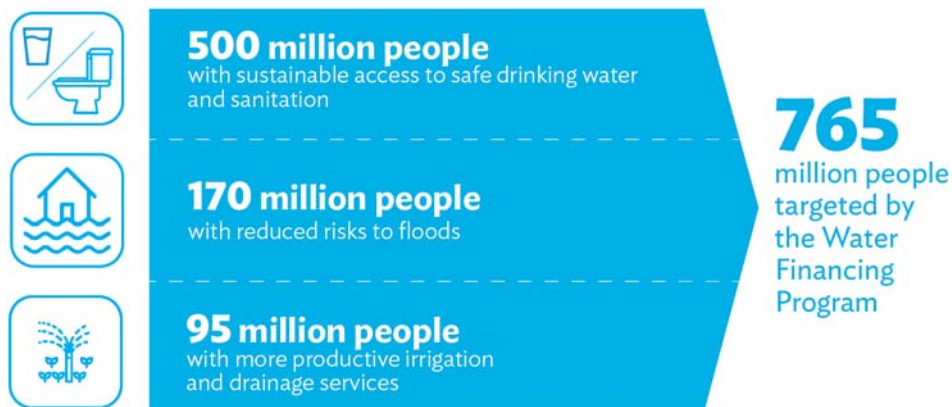 500 million people
with sustainable access to safe drinking water
and sanitation
170 million people
with reduced risks to floods
95 million people
with more productive irrigation
and drainage services
765
million people
targeted by
the Water
Financing
Program